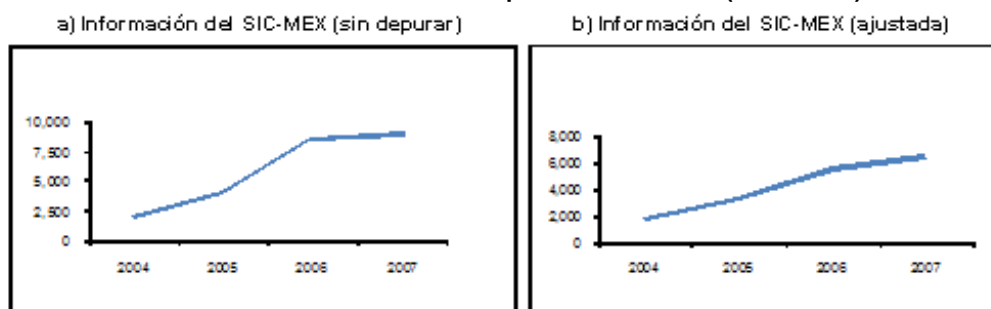 a) Información del SIC-MEX (sin depurar)
b) Información del SIC-MEX (ajustada)
10,000
7,500
5,000
2,500
0
2004 2005 2006 2007
8,000
6,000
4,000
2,000
0
2004 2005 2006 2007